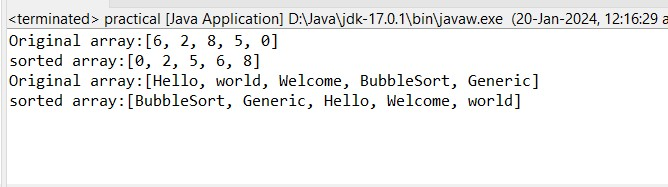 <terminated> practical [Java Application] D:\Java\jdk-17.0.1\bin\javaw.exe (20-Jan-2024, 12:16:29 a
Original array:[6, 2, 8, 5, 0]
sorted array:[0, 2, 5, 6, 8]
Original array:[Hello, world, Welcome, BubbleSort, Generic]
sorted array:[BubbleSort, Generic, Hello, Welcome, world]